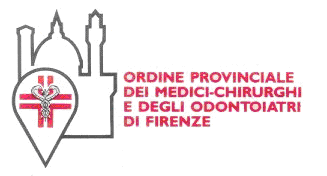 ORDINE PROVINCIALE
DEI MEDICI-CHIRURGHI
E DEGLI ODONTOIATRI
DI FIRENZE